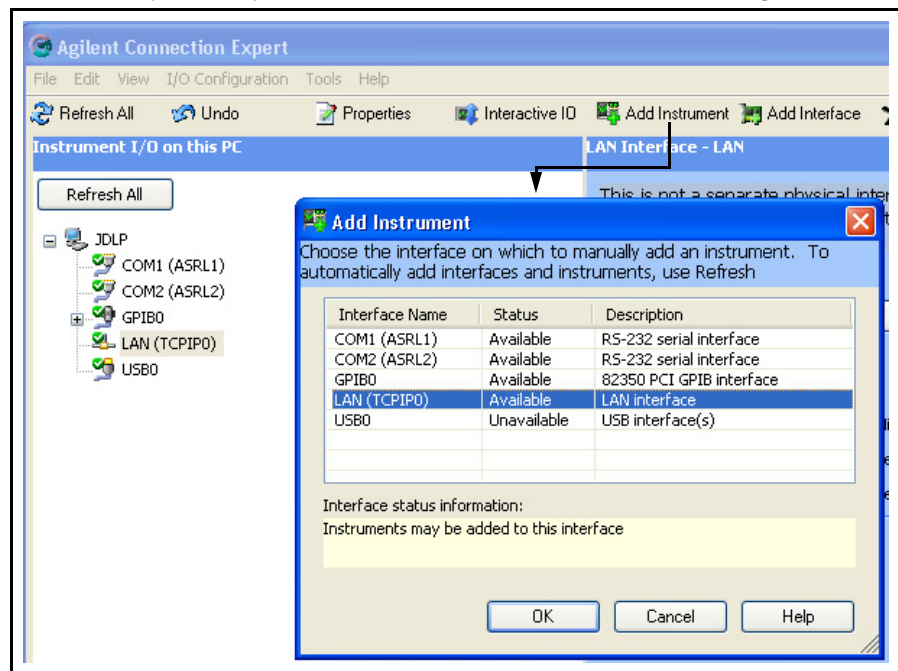 Agilent Connection Expert
File Edit View I/O Configuration Tools Help
Refresh All Undo Properties Interactive IO Add Instrument Add Interface
Instrument I/O on this PC
LAN Interface - LAN
Refresh All
This is not a separate physical inter
JDLP
COM1 (ASRL1)
COM2 (ASRL2)
GPIB0
LAN (TCPIP0)
USB0
Add Instrument
Choose the interface on which to manually add an instrument. To
automatically add interfaces and instruments, use Refresh
Interface Name Status Description
COM1 (ASRL1) Available RS-232 serial interface
COM2 (ASRL2) Available RS-232 serial interface
GPIB0 Available 82350 PCI GPIB interface
LAN (TCPIP0) Available LAN interface
USB0 Unavailable USB interface(s)
Interface status information:
Instruments may be added to this interface
OK Cancel Help